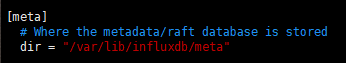 [meta]
# Where the metadata/raft database is stored
dir = "/var/lib/influxdb/meta"